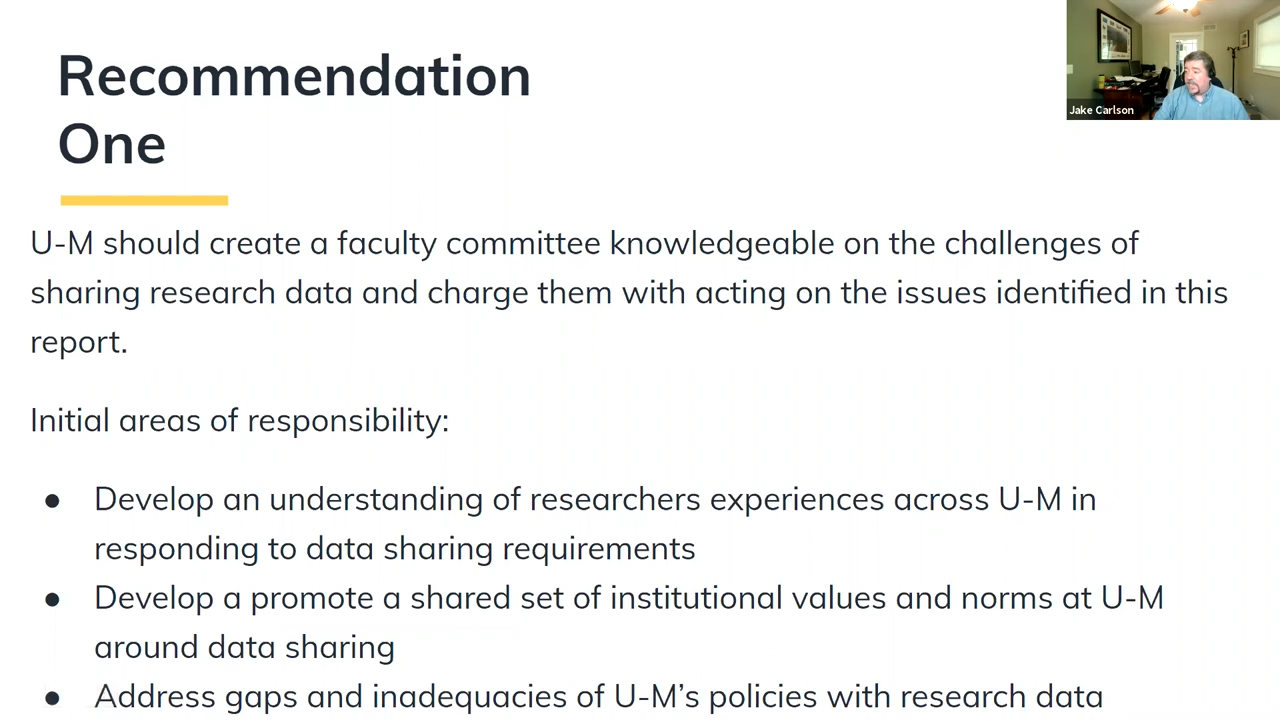 Recommendation
One
Jake Carlson
U-M should create a faculty committee knowledgeable on the challenges of
sharing research data and charge them with acting on the issues identified in this
report.
Initial areas of responsibility:
● Develop an understanding of researchers experiences across U-M in
responding to data sharing requirements
● Develop a promote a shared set of institutional values and norms at U-M
around data sharing
● Address gaps and inadequacies of U-M’s policies with research data